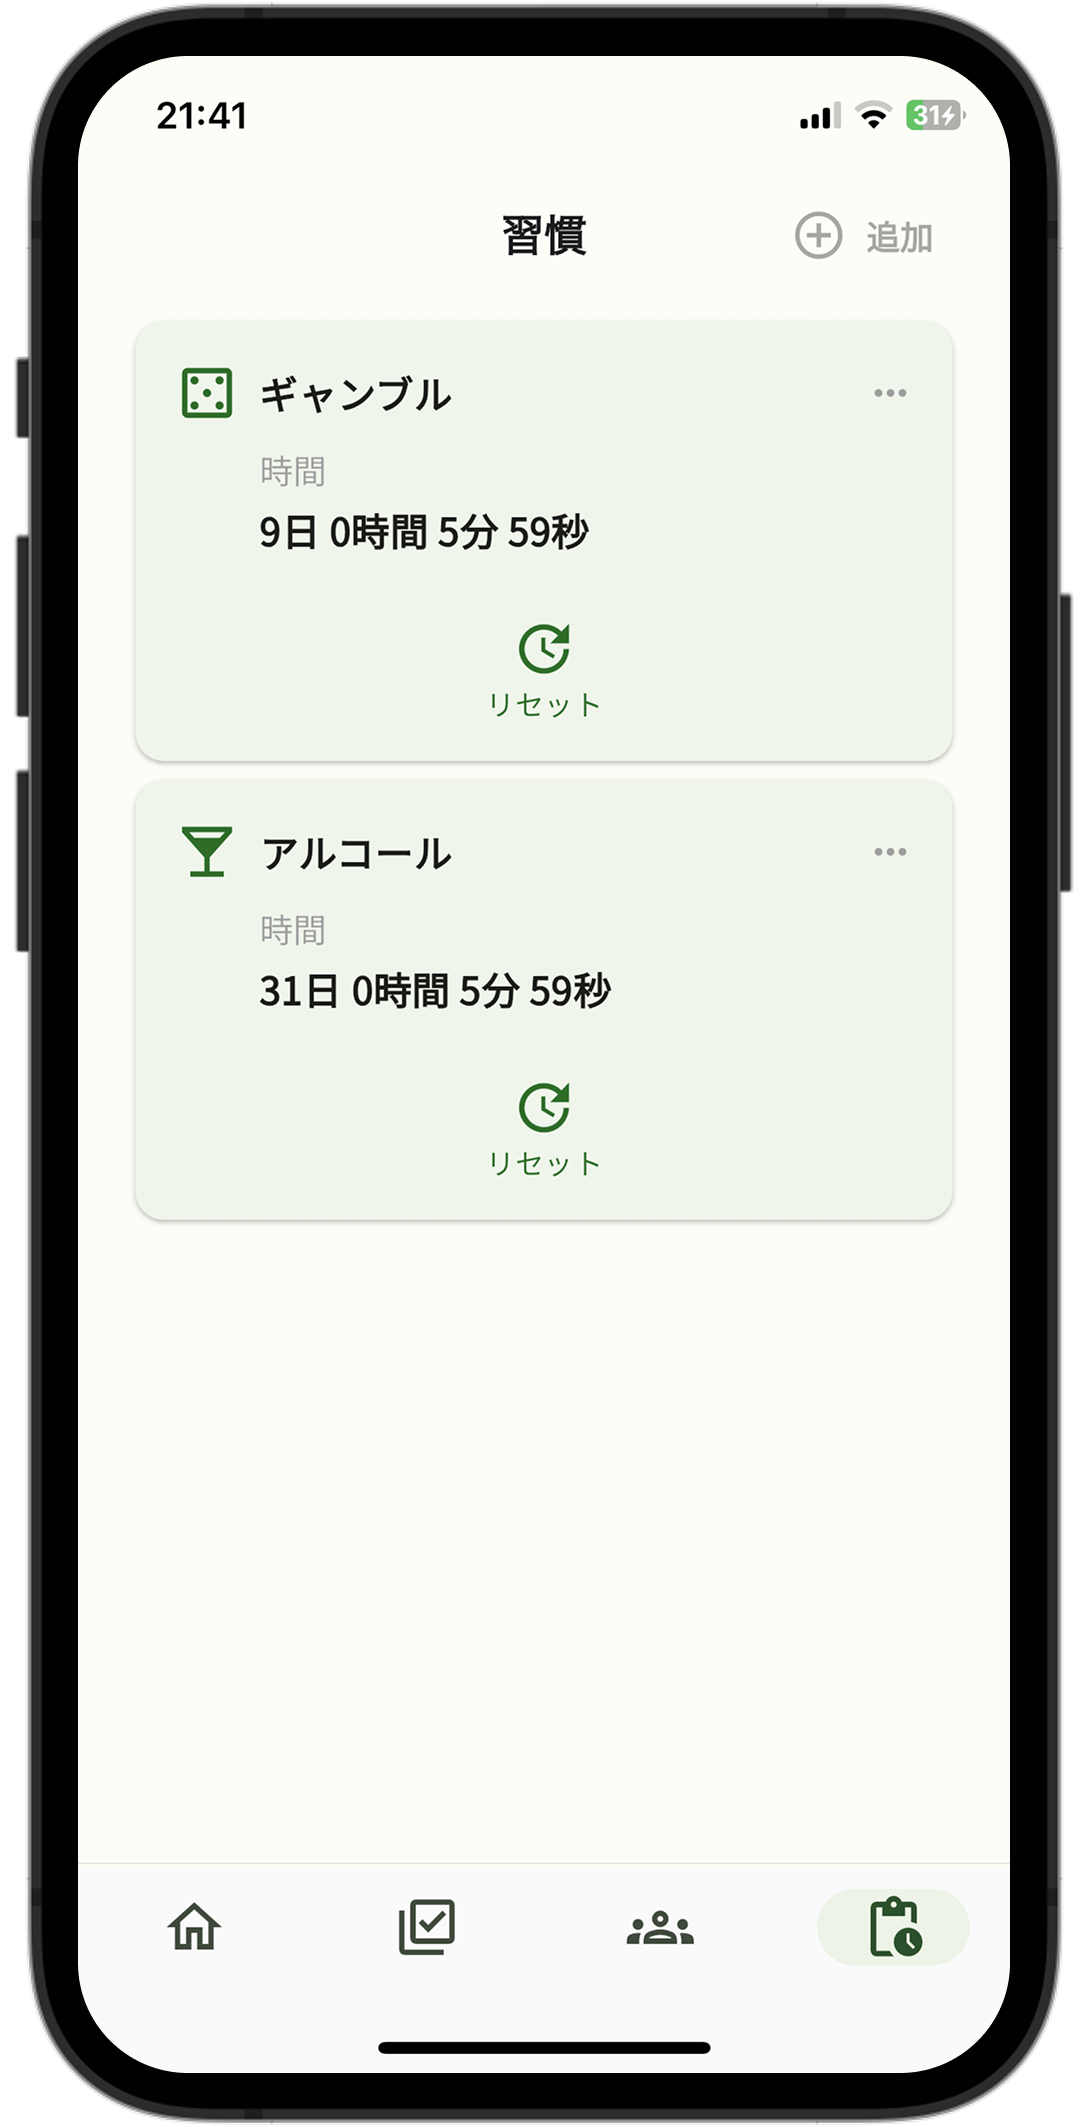 21:41
31
習慣
追加
ギャンブル
時間
9日 0時間 5分 59秒
リセット
アルコール
時間
31日 0時間 5分 59秒
リセット